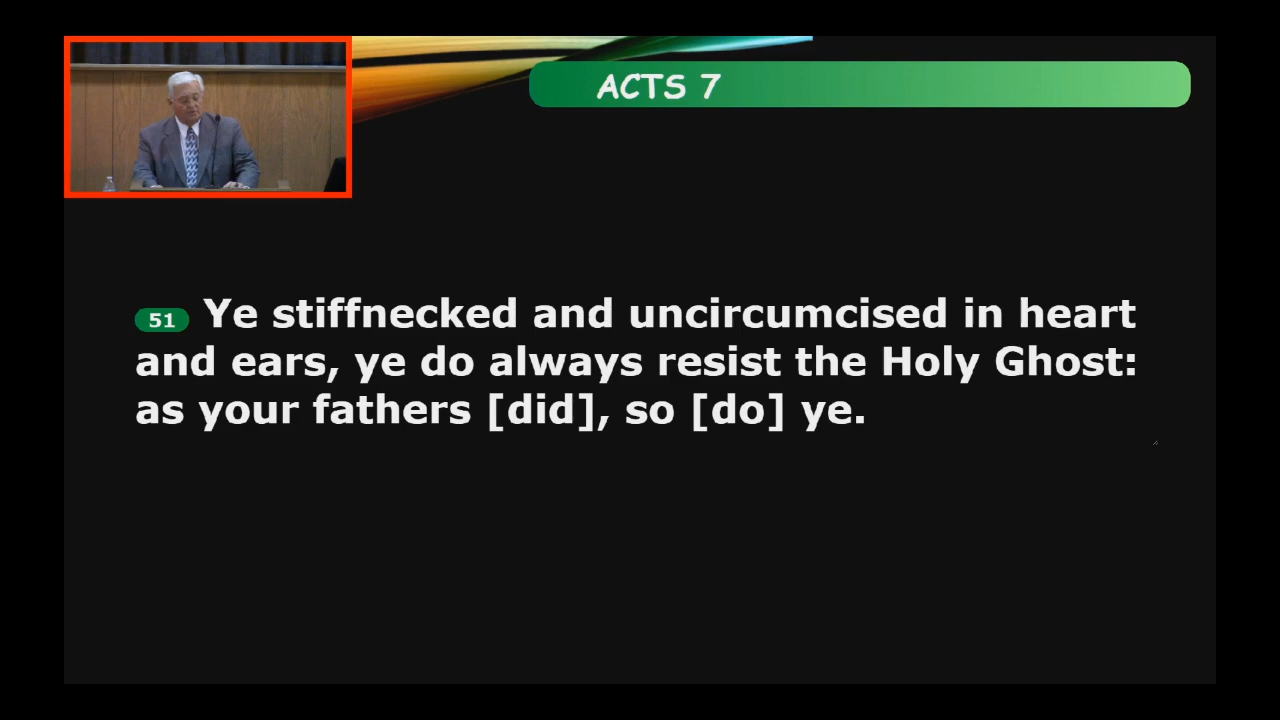 ACTS 7
51 Ye stiffnecked and uncircumcised in heart
and ears, ye do always resist the Holy Ghost:
as your fathers [did], so [do] ye.